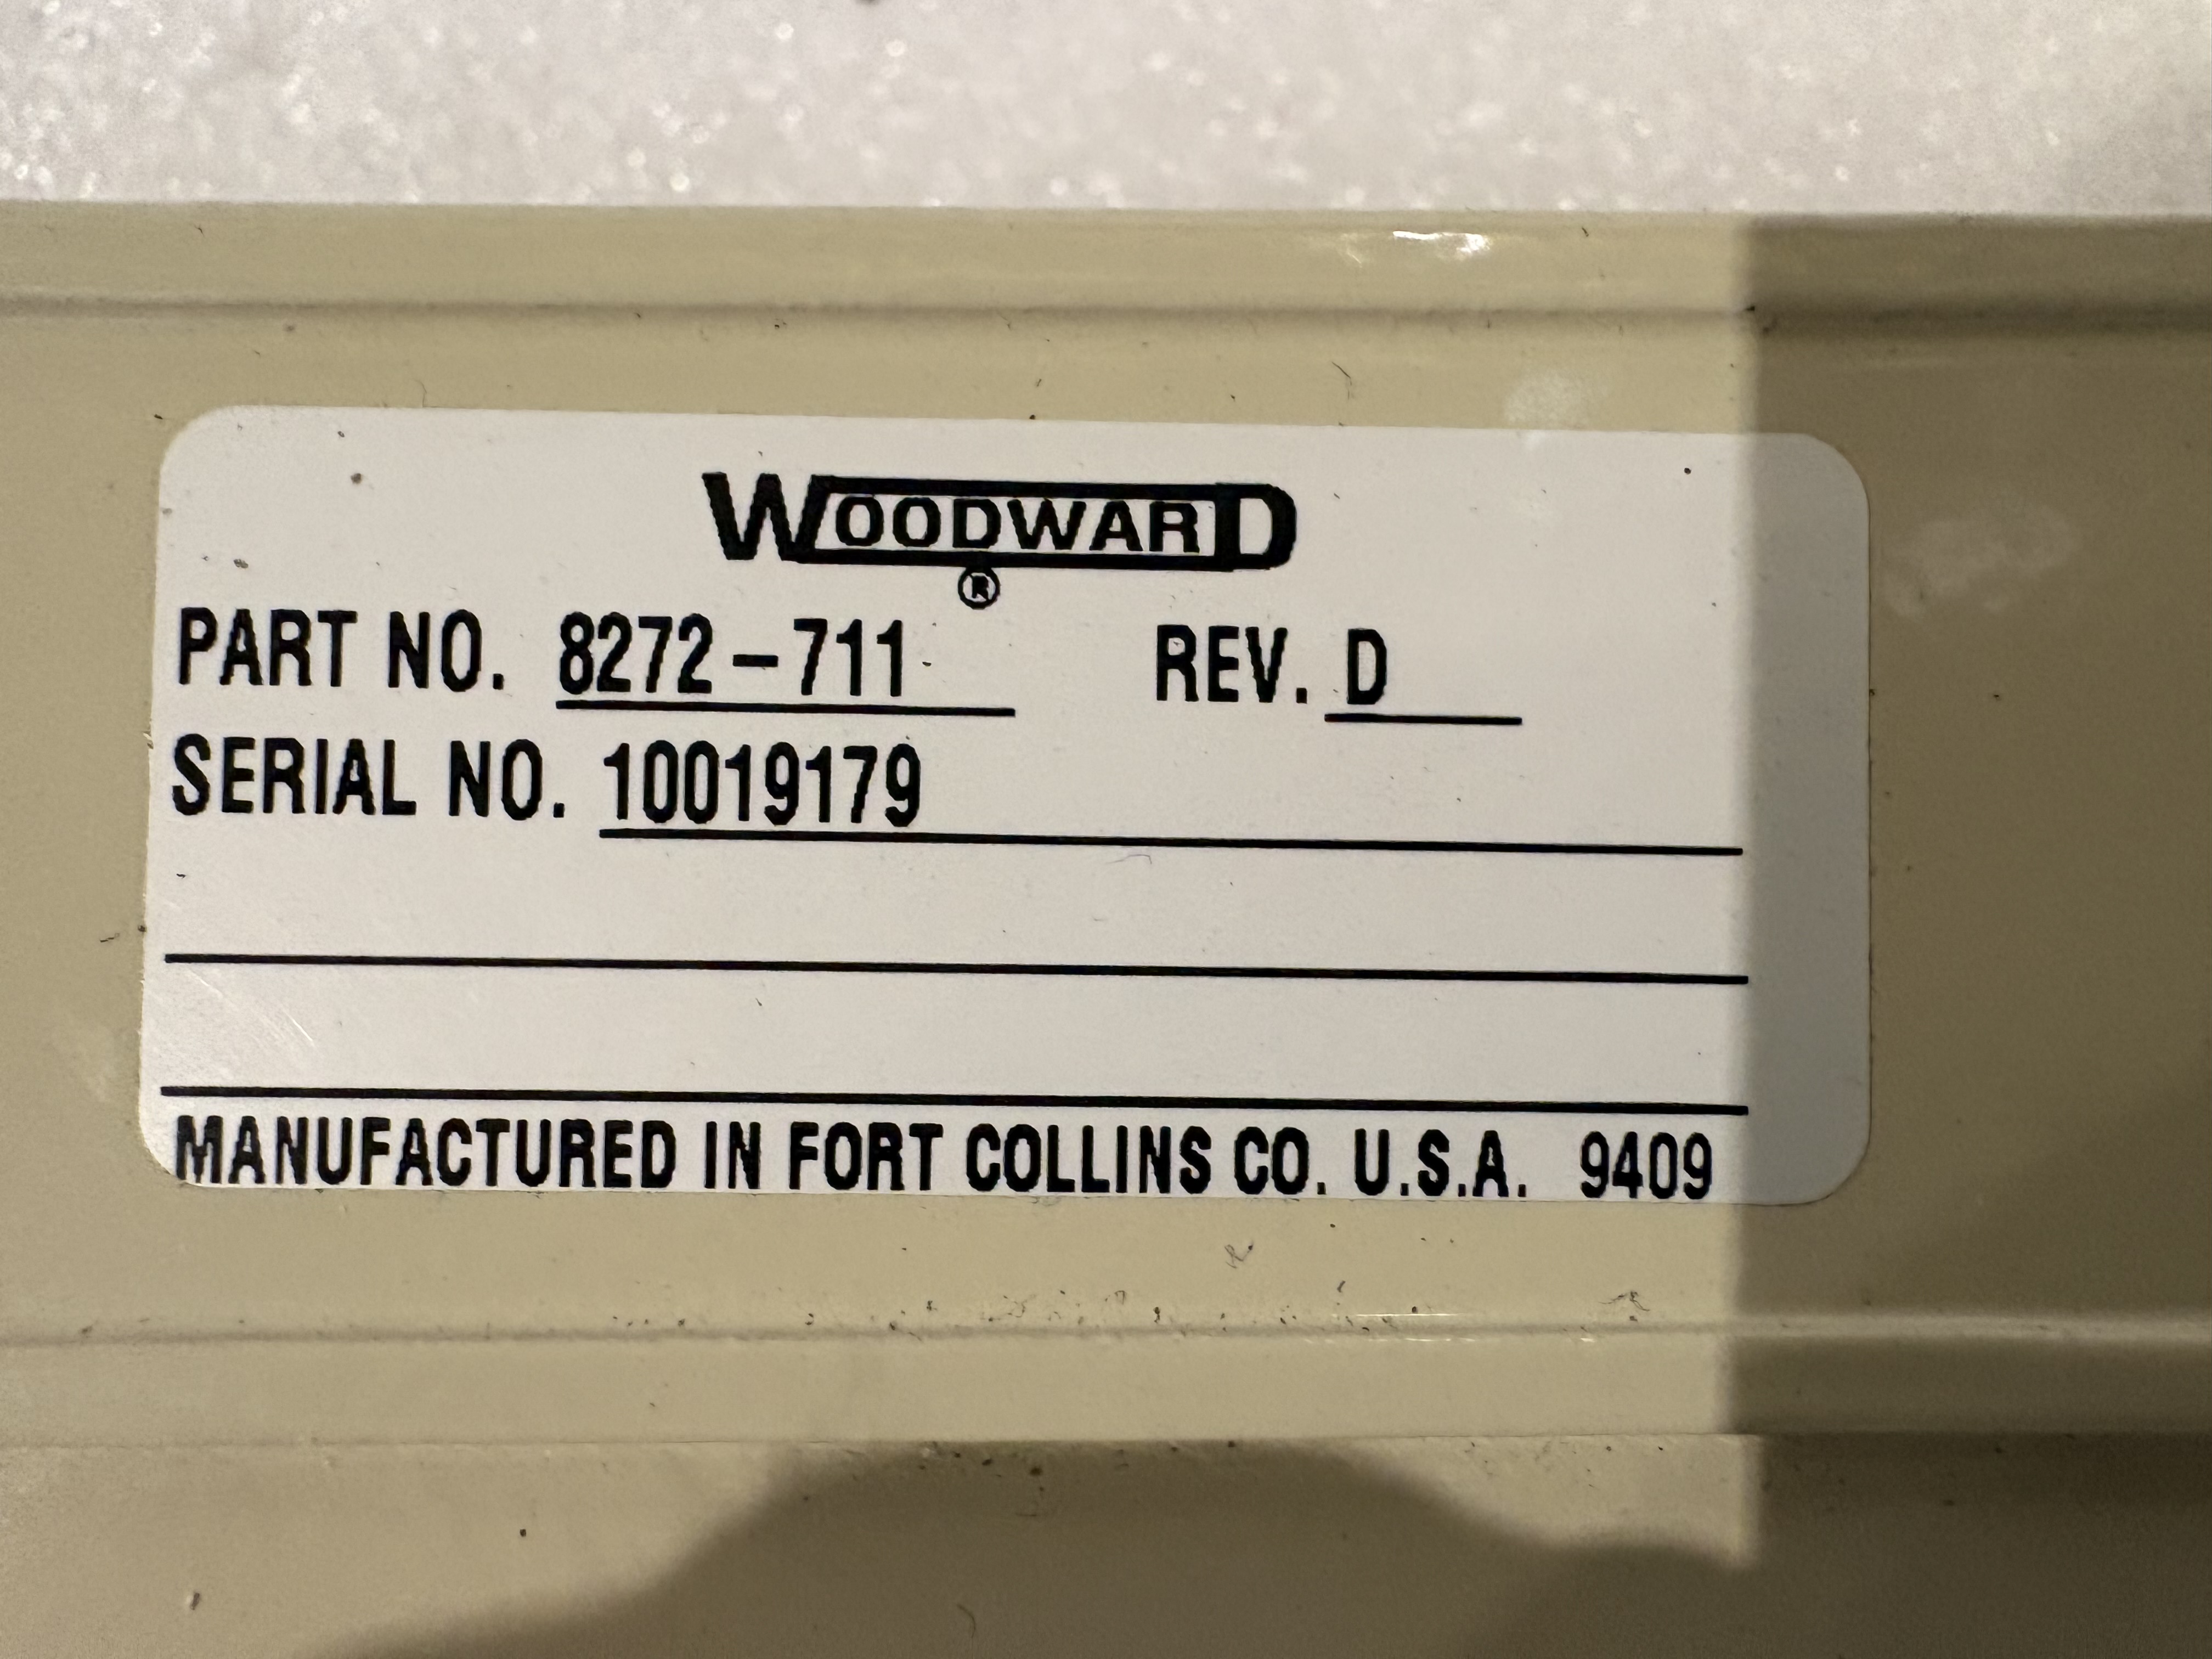 WOODWARD
®
PART NO. 8272-711 REV. D
SERIAL NO. 10019179
MANUFACTURED IN FORT COLLINS CO. U.S.A. 9409